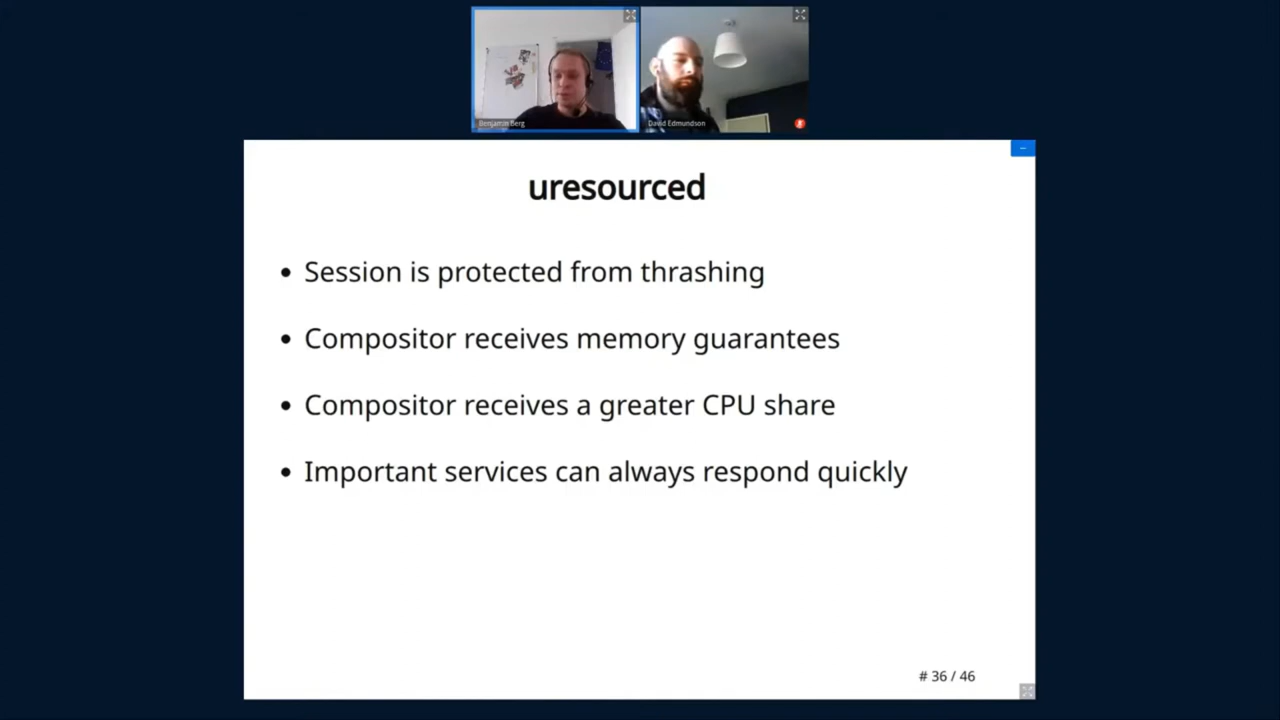 Benjamin Berg
David Edmundson
uresourced
• Session is protected from thrashing
• Compositor receives memory guarantees
• Compositor receives a greater CPU share
• Important services can always respond quickly
# 36 / 46